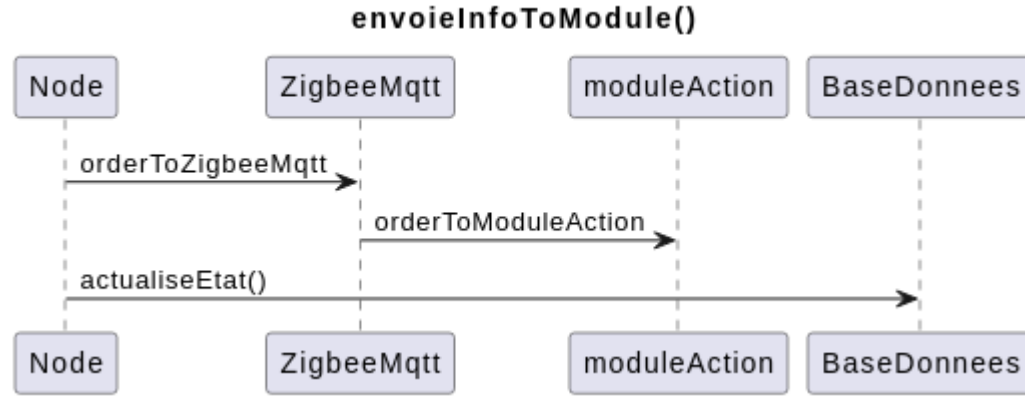 envoieInfoToModule()
Node ZigbeeMqtt moduleAction BaseDonnees
orderToZigbeeMqtt
orderToModuleAction
actualiseEtat()
Node ZigbeeMqtt moduleAction BaseDonnees